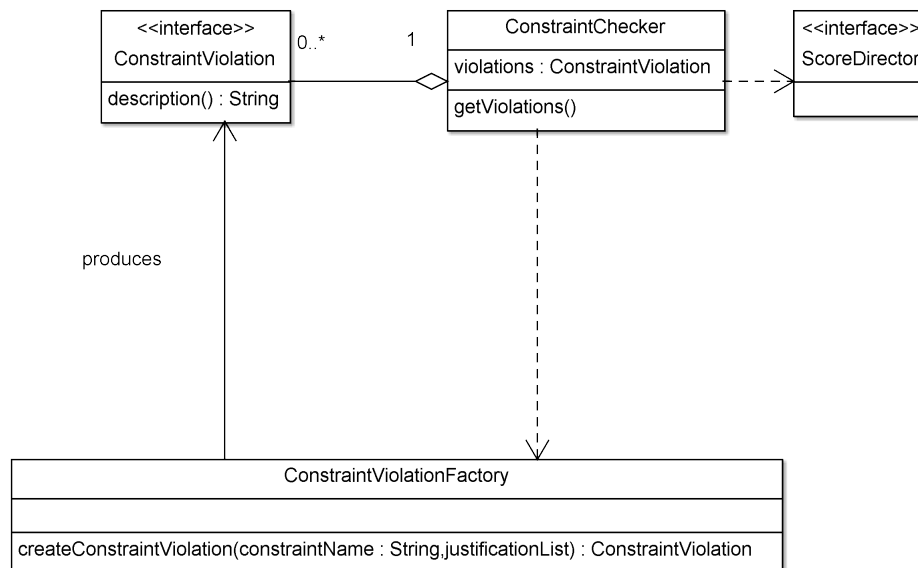 <<interface>>
ConstraintViolation
description() : String
0..*
1
ConstraintChecker
violations : ConstraintViolation
getViolations()
<<interface>>
ScoreDirector
produces
ConstraintViolationFactory
createConstraintViolation(constraintName : String,justificationList) : ConstraintViolation